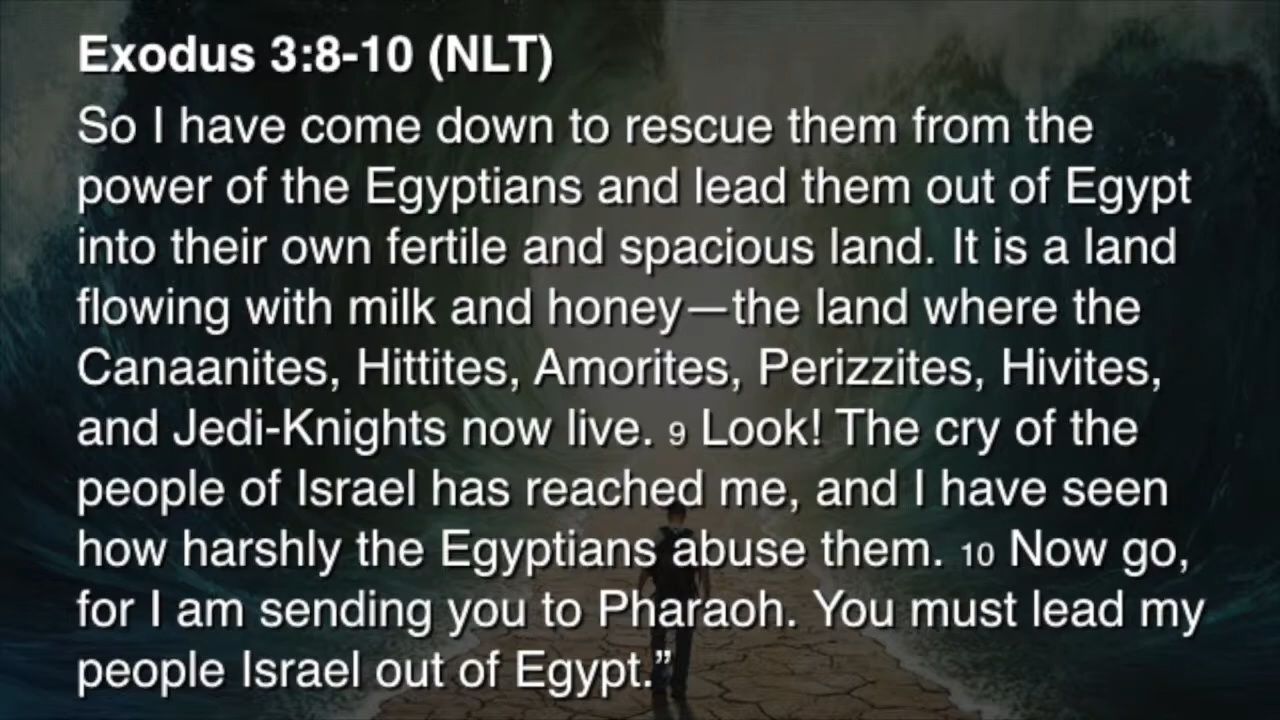 Exodus 3:8-10 (NLT)
So I have come down to rescue them from the
power of the Egyptians and lead them out of Egypt
into their own fertile and spacious land. It is a land
flowing with milk and honey—the land where the
Canaanites, Hittites, Amorites, Perizzites, Hivites,
and Jedi-Knights now live. 9 Look! The cry of the
people of Israel has reached me, and I have seen
how harshly the Egyptians abuse them. 10 Now go,
for I am sending you to Pharaoh. You must lead my
people Israel out of Egypt.”